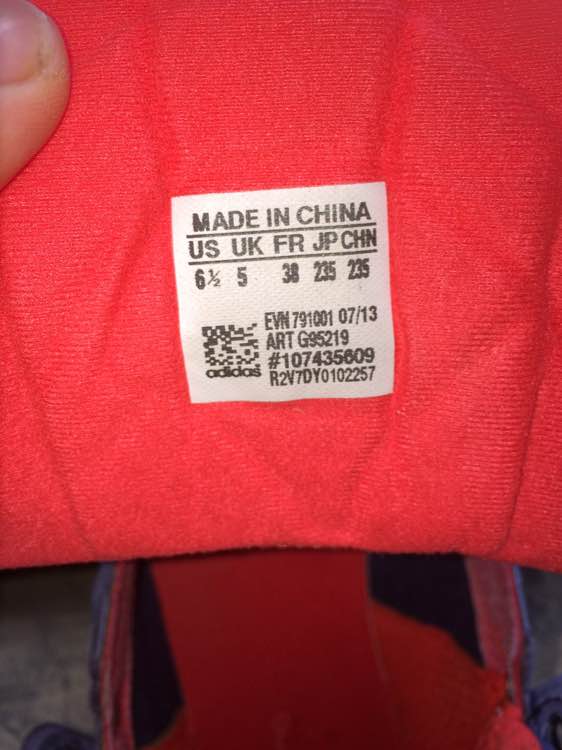 MADE IN CHINA
US UK FR JP CHN
6½ 5 38 235 235
EVN 791001 07/13
ART G95219
#107435609
R2V7DY0102257
adidas